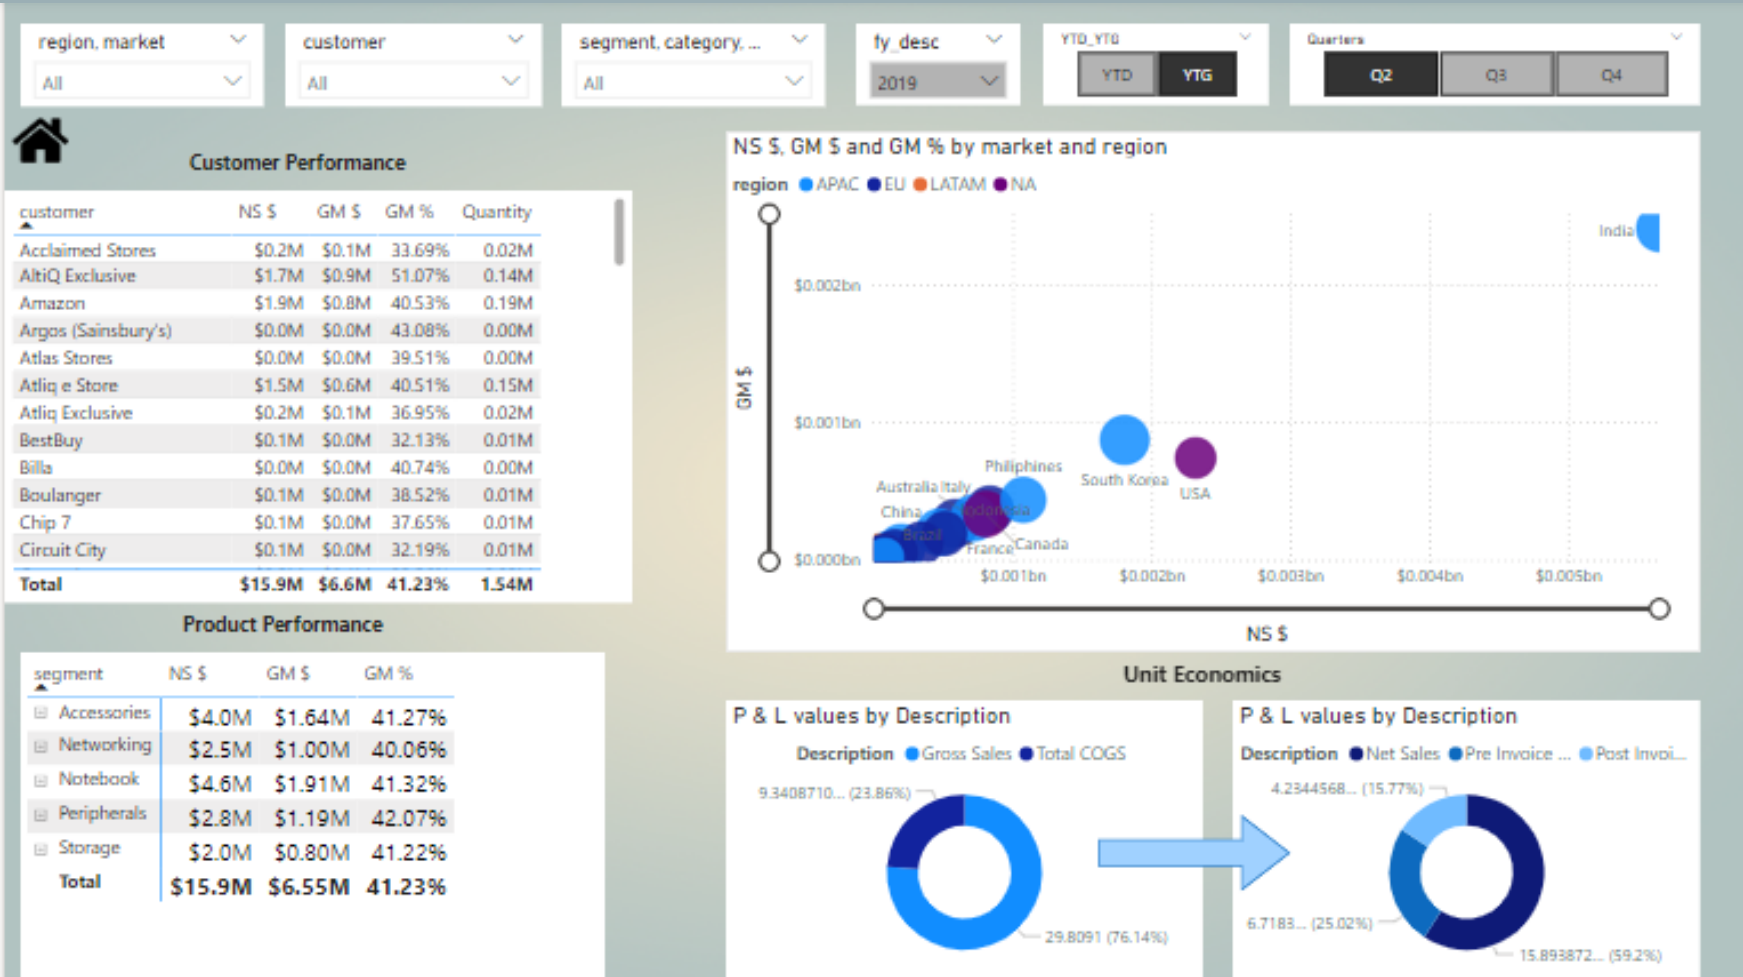 region, market
All
customer
All
segment, category, ...
All
fy_desc
2019
YTD_YTG
YTD YTG
Quarters
Q2 Q3 Q4
Customer Performance
customer NS $ GM $ GM % Quantity
Acclaimed Stores $0.2M $0.1M 33.69% 0.02M
AltiQ Exclusive $1.7M $0.9M 51.07% 0.14M
Amazon $1.9M $0.8M 40.53% 0.19M
Argos (Sainsbury's) $0.0M $0.0M 43.08% 0.00M
Atlas Stores $0.0M $0.0M 39.51% 0.00M
Atliq e Store $1.5M $0.6M 40.51% 0.15M
Atliq Exclusive $0.2M $0.1M 36.95% 0.02M
BestBuy $0.1M $0.0M 32.13% 0.01M
Billa $0.0M $0.0M 40.74% 0.00M
Boulanger $0.1M $0.0M 38.52% 0.01M
Chip 7 $0.1M $0.0M 37.65% 0.01M
Circuit City $0.1M $0.0M 32.19% 0.01M
Total $15.9M $6.6M 41.23% 1.54M
Product Performance
segment NS $ GM $ GM %
Accessories $4.0M $1.64M 41.27%
Networking $2.5M $1.00M 40.06%
Notebook $4.6M $1.91M 41.32%
Peripherals $2.8M $1.19M 42.07%
Storage $2.0M $0.80M 41.22%
Total $15.9M $6.55M 41.23%
NS $, GM $ and GM % by market and region
region APAC EU LATAM NA
India
$0.002bn
GM $
$0.001bn
Philiphines
South Korea
USA
Australia Italy
China
Indonesia
Brazil
France
Canada
$0.000bn
$0.001bn $0.002bn $0.003bn $0.004bn $0.005bn
NS $
Unit Economics
P & L values by Description
Description Gross Sales Total COGS
9.3408710... (23.86%)
29.8091 (76.14%)
P & L values by Description
Description Net Sales Pre Invoice ... Post Invoi...
4.2344568... (15.77%)
6.7183... (25.02%)
15.893872... (59.2%)